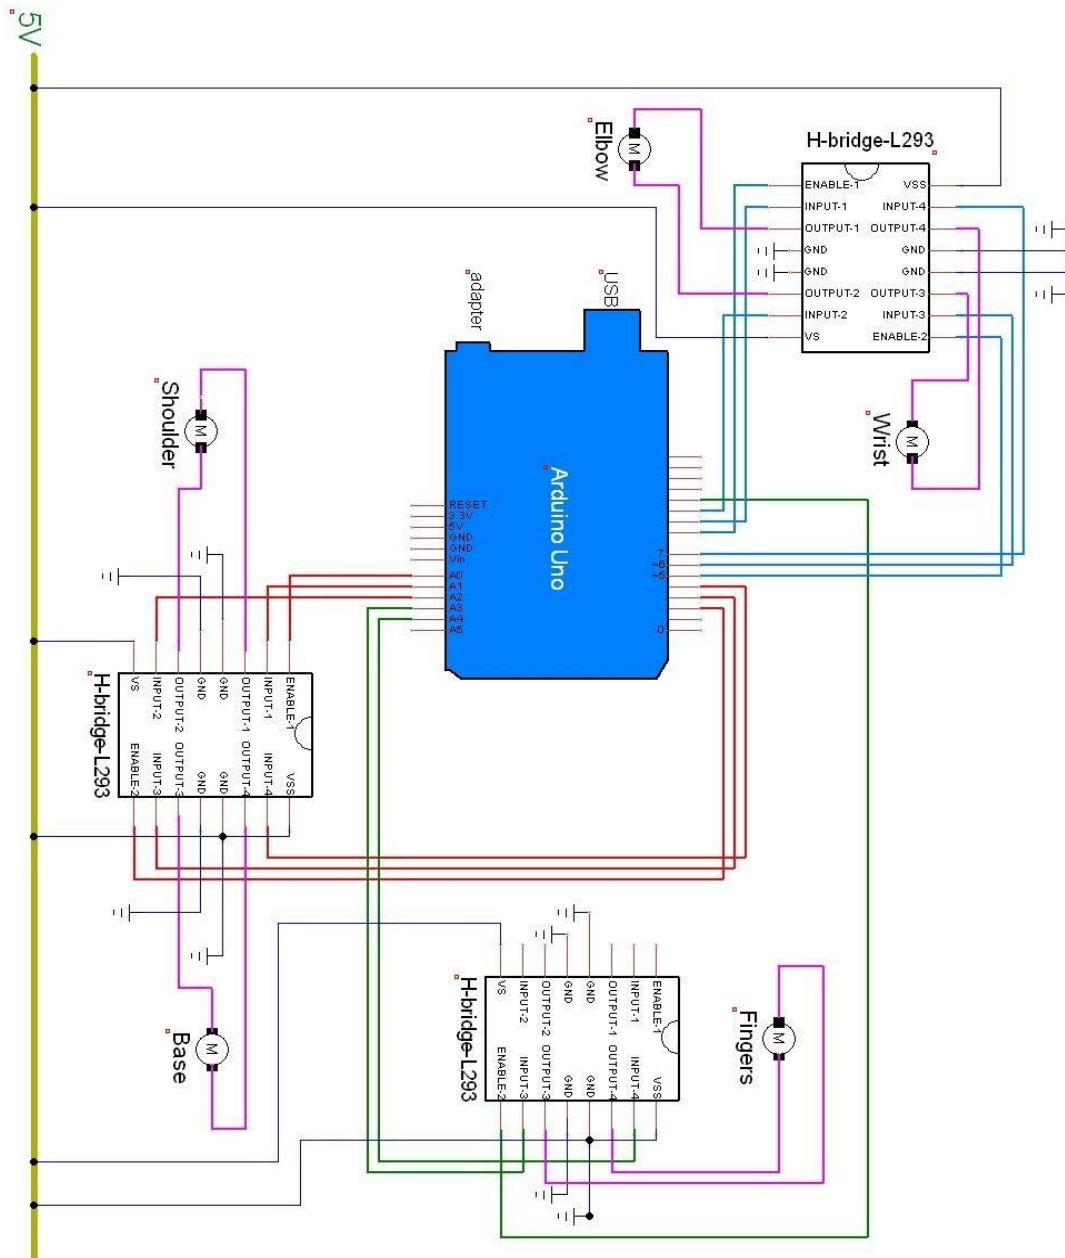 5V
Elbow
M
H-bridge-L293
ENABLE-1
INPUT-1
OUTPUT-1
GND
GND
OUTPUT-2
INPUT-2
VS
VSS
INPUT-4
OUTPUT-4
GND
GND
OUTPUT-3
INPUT-3
ENABLE-2
Wrist
M
adapter
USB
Arduino Uno
RESET
3.3V
5V
GND
GND
Vin
A0
A1
A2
A3
A4
A5
7
~6
~5
0
Shoulder
M
H-bridge-L293
VS
INPUT-2
OUTPUT-2
GND
GND
OUTPUT-1
INPUT-1
ENABLE-1
ENABLE-2
INPUT-3
OUTPUT-3
GND
GND
OUTPUT-4
INPUT-4
VSS
Base
M
H-bridge-L293
VS
INPUT-2
OUTPUT-2
GND
GND
OUTPUT-1
INPUT-1
ENABLE-1
ENABLE-2
INPUT-3
OUTPUT-3
GND
GND
OUTPUT-4
INPUT-4
VSS
Fingers
M